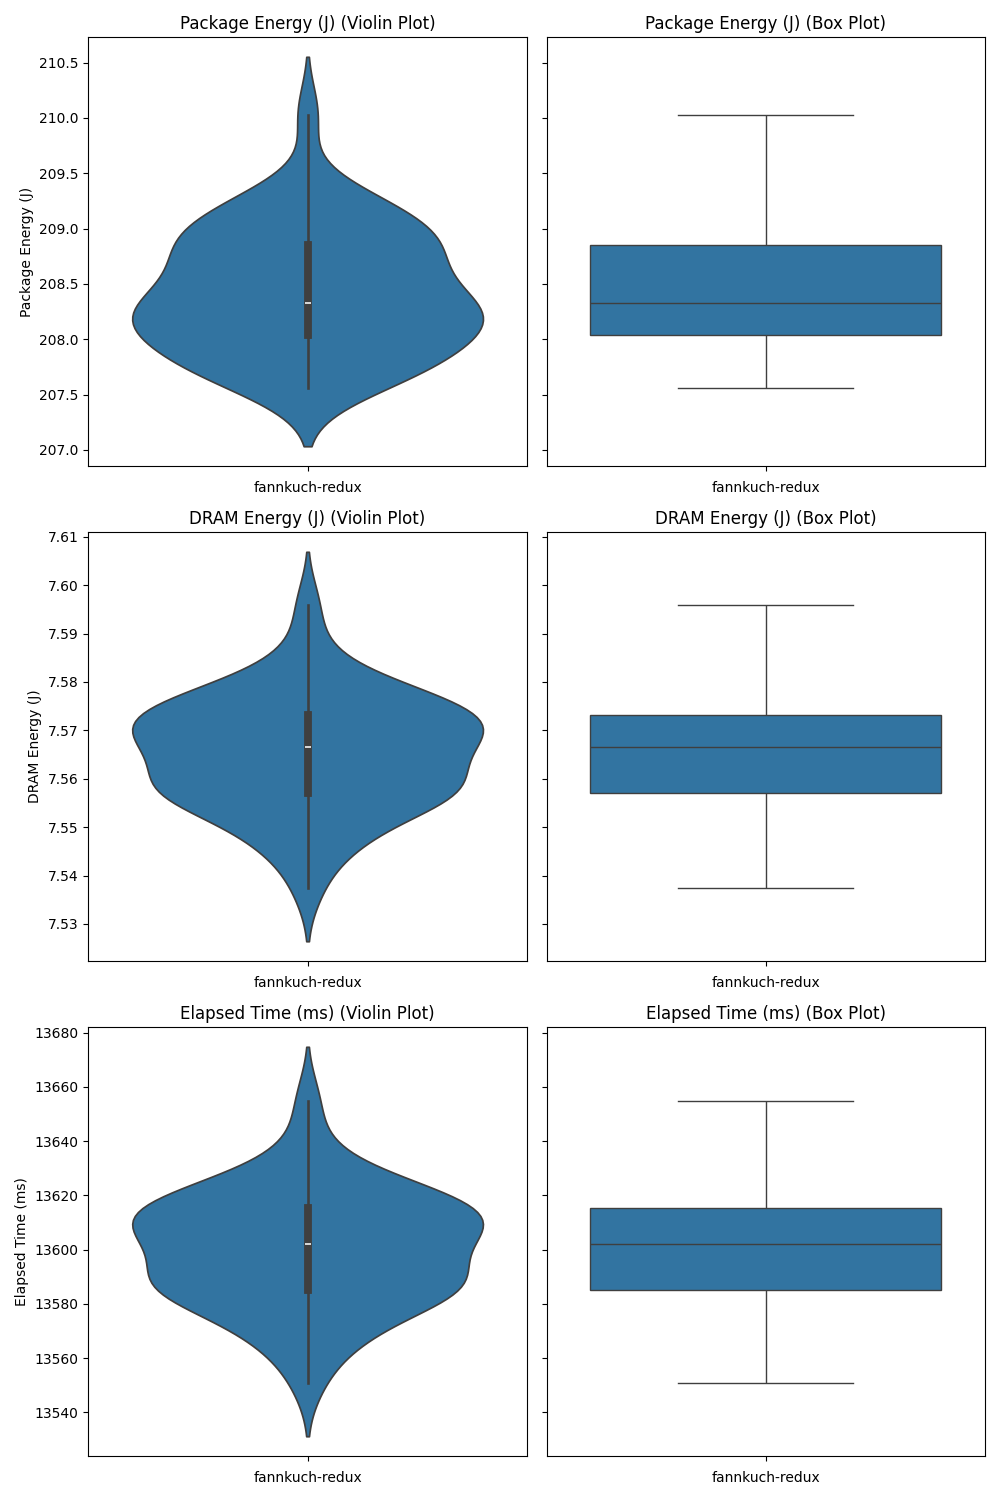 Package Energy (J) (Violin Plot)
Package Energy (J) (Box Plot)
Package Energy (J)
210.5
210.0
209.5
209.0
208.5
208.0
207.5
207.0
fannkuch-redux
fannkuch-redux
DRAM Energy (J) (Violin Plot)
DRAM Energy (J) (Box Plot)
DRAM Energy (J)
7.61
7.60
7.59
7.58
7.57
7.56
7.55
7.54
7.53
fannkuch-redux
fannkuch-redux
Elapsed Time (ms) (Violin Plot)
Elapsed Time (ms) (Box Plot)
Elapsed Time (ms)
13680
13660
13640
13620
13600
13580
13560
13540
fannkuch-redux
fannkuch-redux